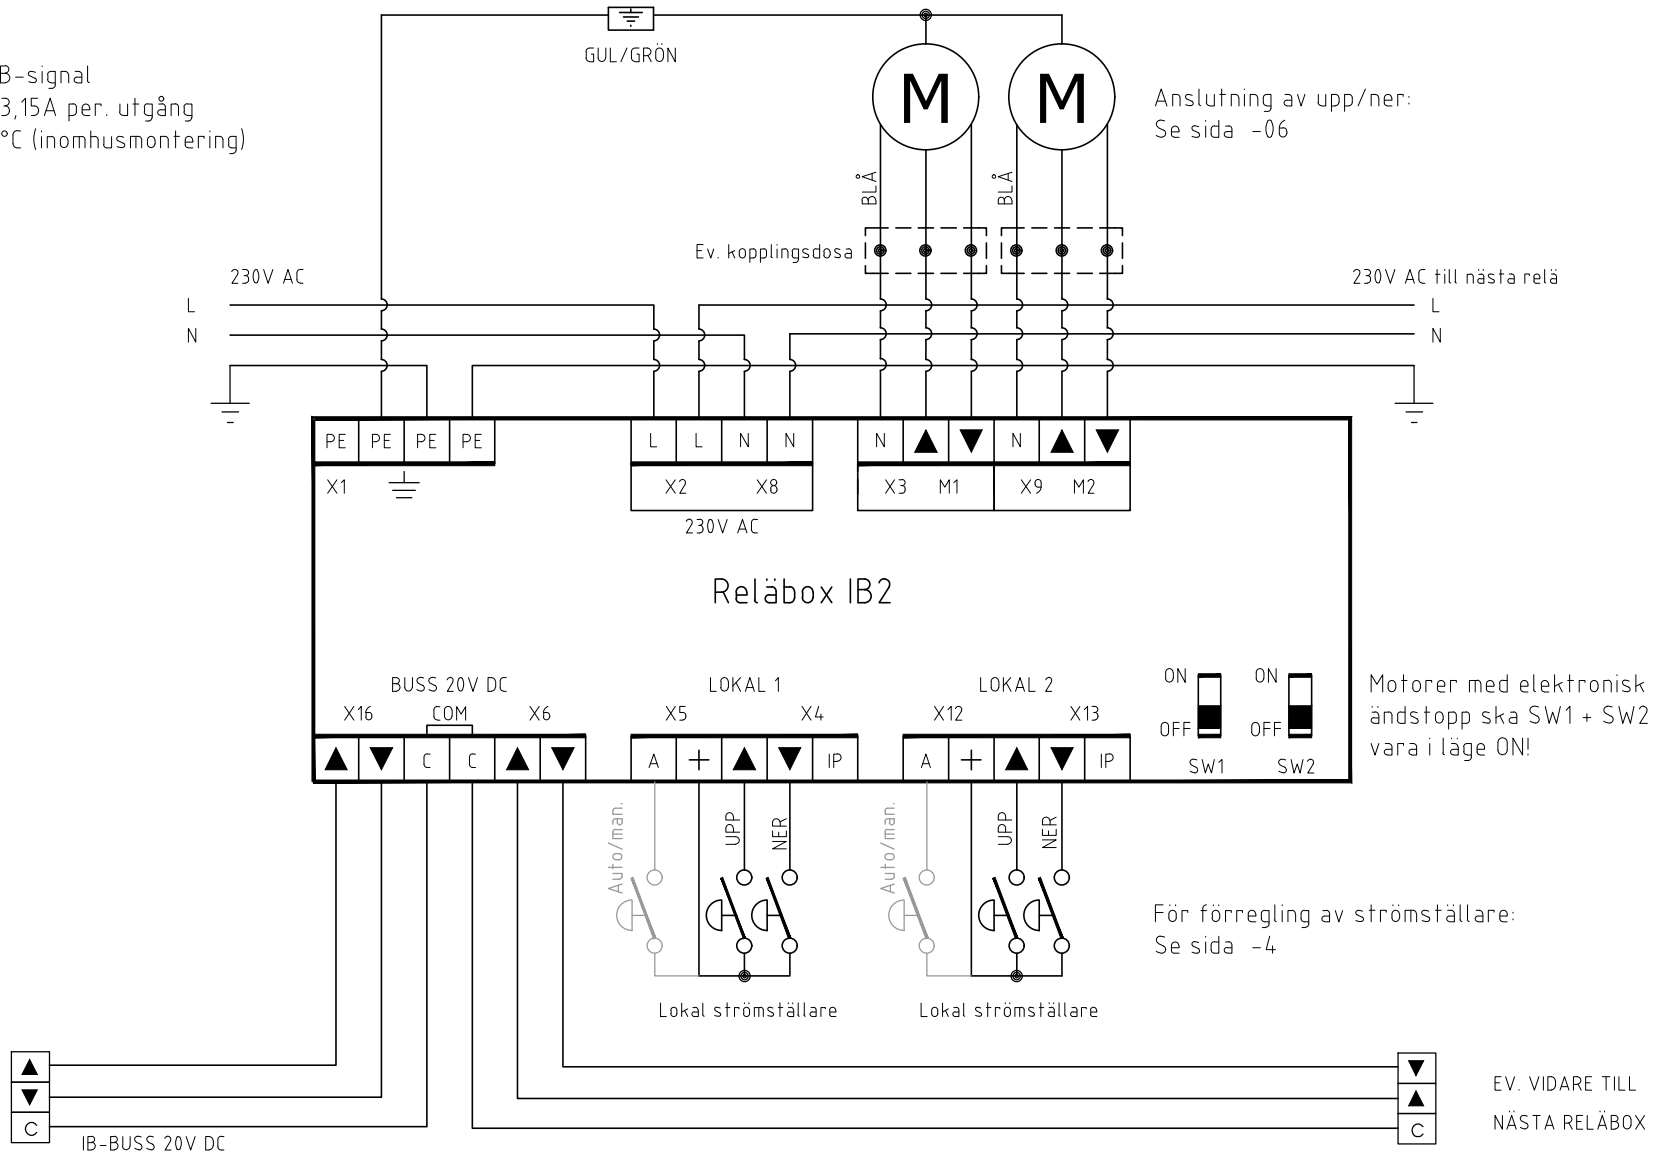 GUL/GRÖN
B-signal
3,15A per. utgång
°C (inomhusmontering)
M
M
Anslutning av upp/ner:
Se sida -06
BLÅ
BLÅ
Ev. kopplingsdosa
230V AC
L
N
230V AC till nästa relä
L
N
PE PE PE PE
L L N N
N ▲ ▼ N ▲ ▼
X1
X2 X8
X3 M1 X9 M2
230V AC
Reläbox IB2
BUSS 20V DC
X16 COM X6
▲ ▼ C C ▲ ▼
LOKAL 1
X5 X4
A + ▲ ▼ IP
LOKAL 2
X12 X13
A + ▲ ▼ IP
ON
OFF
SW1
ON
OFF
SW2
Motorer med elektronisk
ändstopp ska SW1 + SW2
vara i läge ON!
Auto/man.
UPP
NER
Auto/man.
UPP
NER
För förregling av strömställare:
Se sida -4
Lokal strömställare
Lokal strömställare
▲
▼
C
IB-BUSS 20V DC
▼
▲
C
EV. VIDARE TILL
NÄSTA RELÄBOX